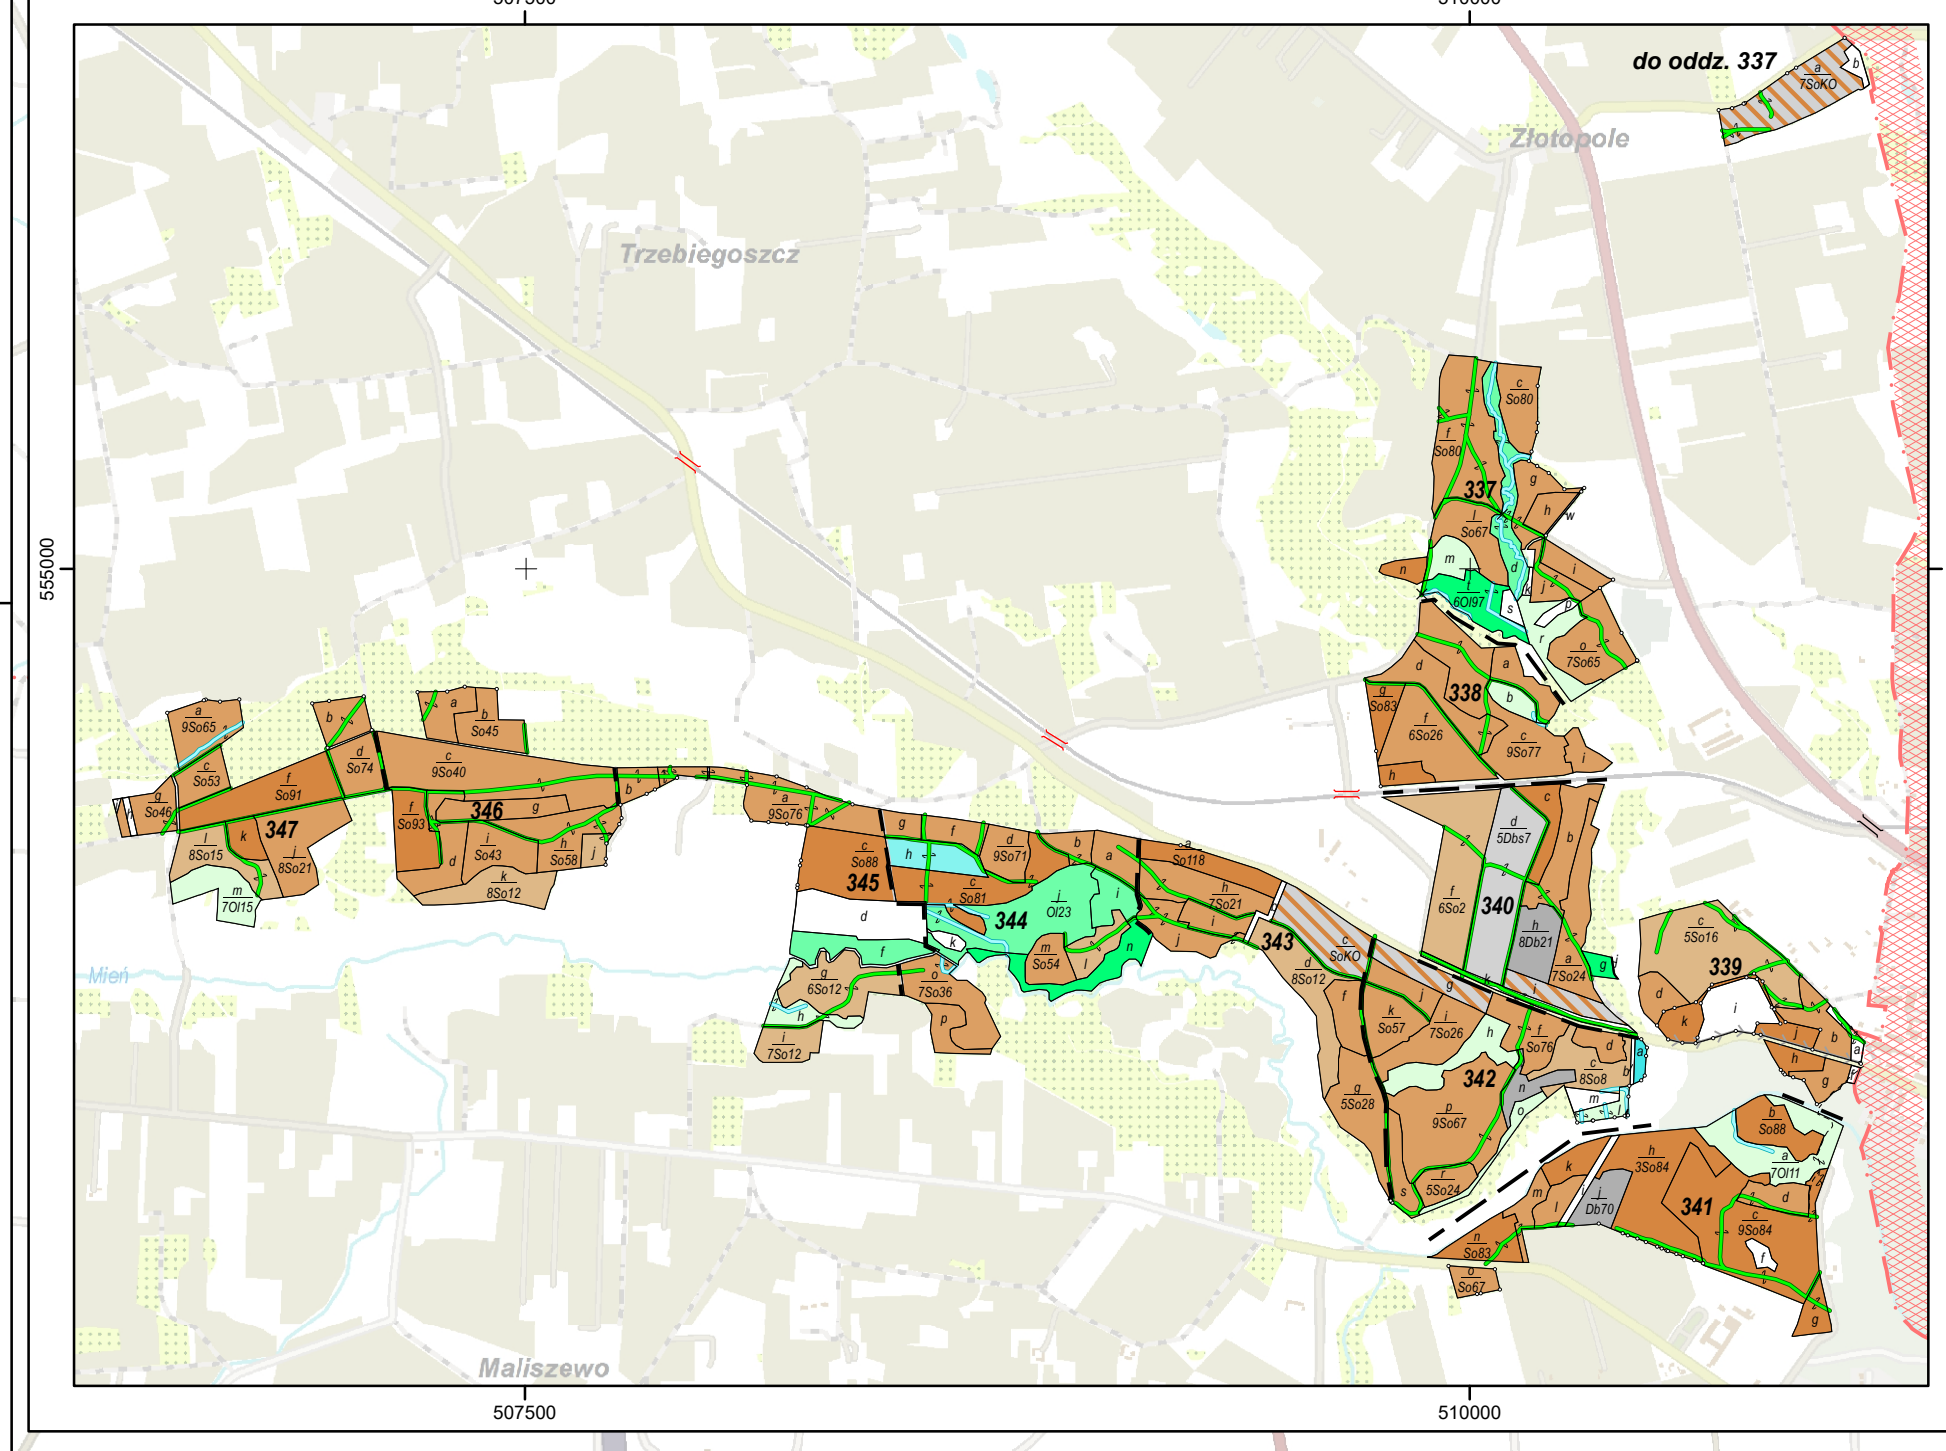 do oddz. 337
a
7SoKO
b
Złotopole
Trzebiegoszcz
c
So80
f
So80
337
g
h
w
l
So67
m
n
d
i
j
k
t
6Ol97
s
p
r
o
7So65
555000
d
a
338
b
g
So83
f
6So26
c
9So77
i
h
a
9So65
b
a
b
So45
c
So53
d
So74
c
9So40
f
So91
g
So46
h
b
346
g
f
So93
347
k
l
8So15
j
8So21
i
So43
h
So58
j
d
k
8So12
m
7Ol15
a
9So76
c
So88
345
g
f
d
9So71
b
a
a
So118
h
c
So81
j
Ol23
i
h
7So21
i
j
344
d
k
f
m
So54
l
n
g
6So12
o
7So36
h
p
i
7So12
Mień
343
c
SoKO
d
8So12
f
g
5So28
g
j
k
So57
i
7So26
h
f
So76
d
c
8So8
b
a
342
n
o
m
l
p
9So67
r
5So24
s
d
5Dbs7
c
b
f
6So2
340
h
8Db21
a
7So24
g
j
k
i
c
5So16
339
d
k
i
j
b
a
h
g
f
b
So88
a
7Ol11
h
3So84
k
j
Db70
m
l
341
d
c
9So84
f
n
So83
o
So67
g
Maliszewo
507500
510000